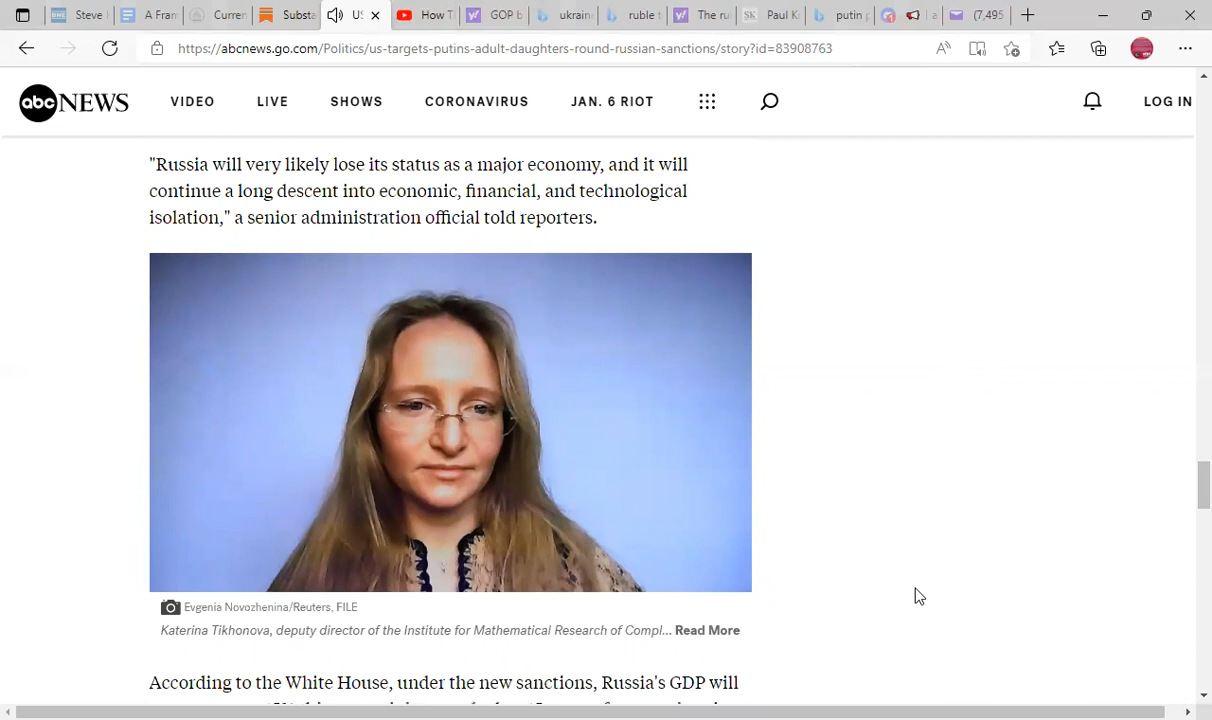 Steve
A Fram
Curren
Substa
US
How T
GOP b
ukrain
ruble t
The ru
SK
Paul K
putin p
(7,495
https://abcnews.go.com/Politics/us-targets-putins-adult-daughters-round-russian-sanctions/story?id=83908763
abc NEWS
VIDEO
LIVE
SHOWS
CORONAVIRUS
JAN. 6 RIOT
LOG IN
"Russia will very likely lose its status as a major economy, and it will
continue a long descent into economic, financial, and technological
isolation," a senior administration official told reporters.
Evgenia Novozhenina/Reuters, FILE
Katerina Tikhonova, deputy director of the Institute for Mathematical Research of Compl... Read More
According to the White House, under the new sanctions, Russia's GDP will